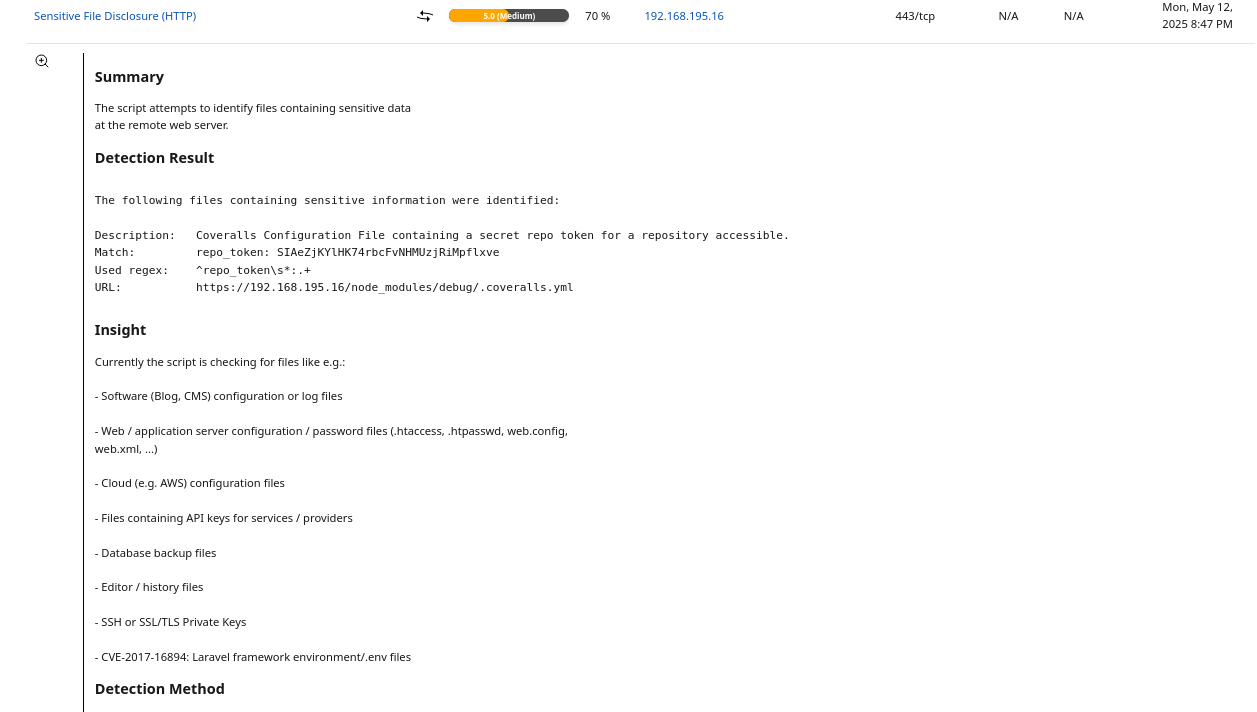 Sensitive File Disclosure (HTTP) 5.0 (Medium) 70 % 192.168.195.16 443/tcp N/A N/A Mon, May 12,
2025 8:47 PM
Summary
The script attempts to identify files containing sensitive data
at the remote web server.
Detection Result
The following files containing sensitive information were identified:
Description: Coveralls Configuration File containing a secret repo token for a repository accessible.
Match: repo_token: SIAeZjKYlHK74rbcFvNHMUzjRiMpflxve
Used regex: ^repo_token\s*:.+
URL: https://192.168.195.16/node_modules/debug/.coveralls.yml
Insight
Currently the script is checking for files like e.g.:
- Software (Blog, CMS) configuration or log files
- Web / application server configuration / password files (.htaccess, .htpasswd, web.config,
web.xml, ...)
- Cloud (e.g. AWS) configuration files
- Files containing API keys for services / providers
- Database backup files
- Editor / history files
- SSH or SSL/TLS Private Keys
- CVE-2017-16894: Laravel framework environment/.env files
Detection Method